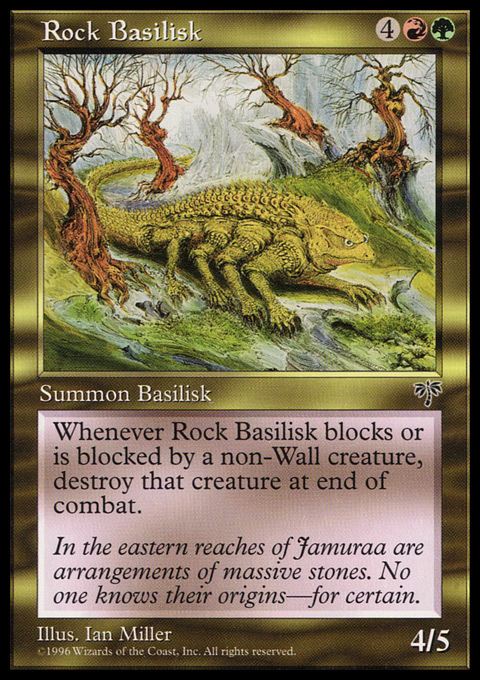 Rock Basilisk 4
Summon Basilisk
Whenever Rock Basilisk blocks or
is blocked by a non-Wall creature,
destroy that creature at end of
combat.
In the eastern reaches of Jamuraa are
arrangements of massive stones. No
one knows their origins—for certain.
Illus. Ian Miller
©1996 Wizards of the Coast, Inc. All rights reserved.
4/5